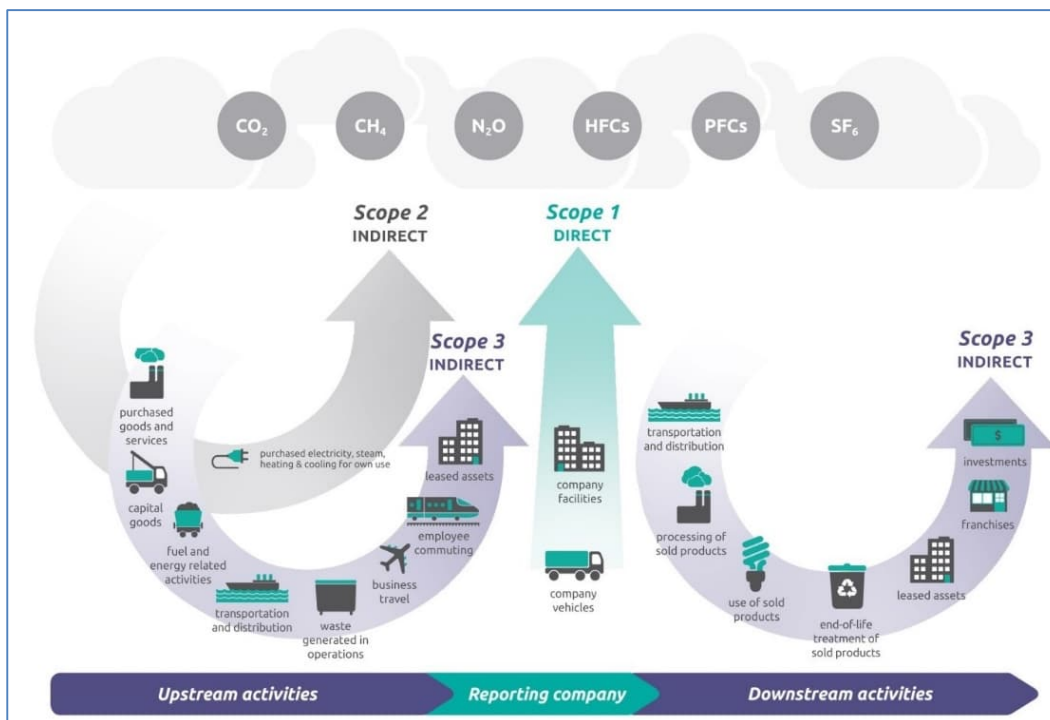 CO₂ CH₄ N₂O HFCs PFCs SF₆
Scope 2
INDIRECT
Scope 1
DIRECT
Scope 3
INDIRECT
Scope 3
INDIRECT
purchased
goods and
services
capital
goods
fuel and
energy related
activities
transportation
and distribution
waste
generated in
operations
business
travel
employee
commuting
leased assets
purchased electricity, steam,
heating & cooling for own use
company
facilities
company
vehicles
transportation
and distribution
processing of
sold products
use of sold
products
end-of-life
treatment of
sold products
leased assets
franchises
$
investments
Upstream activities
Reporting company
Downstream activities